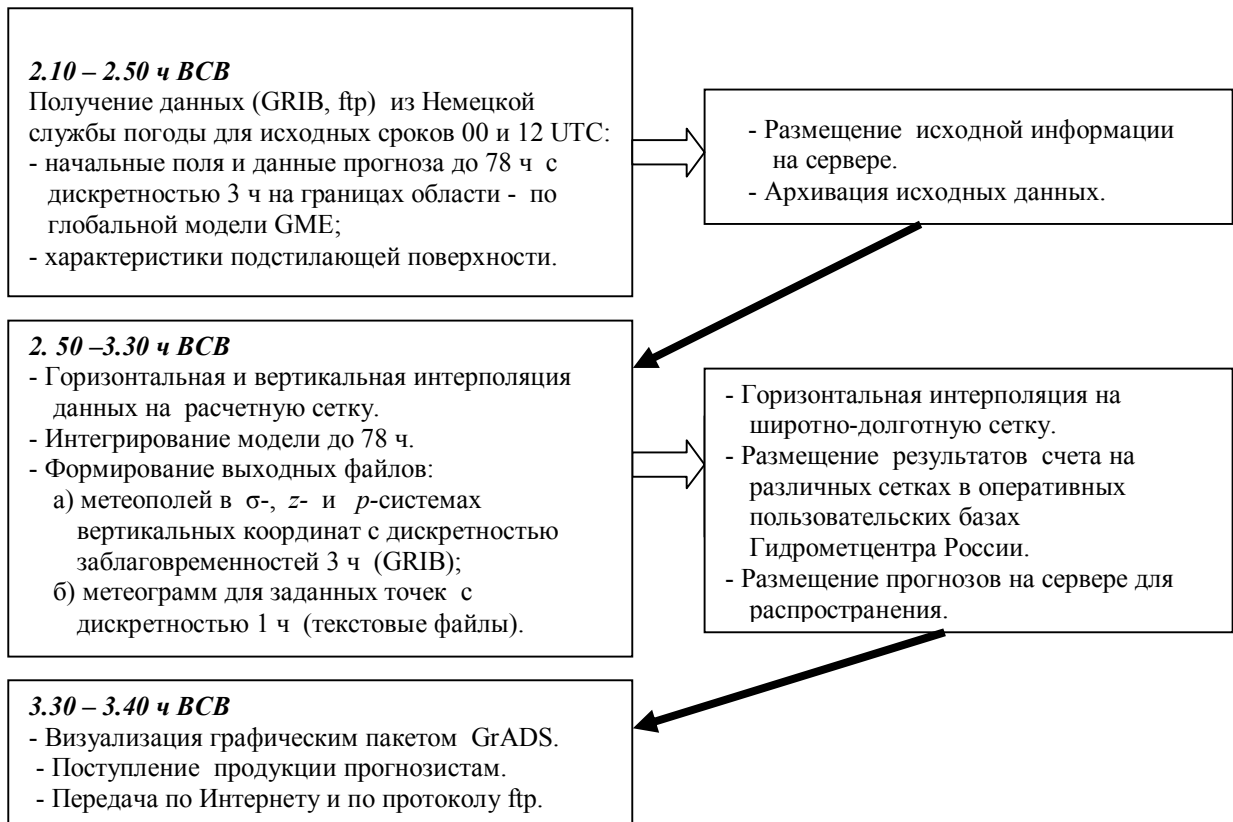 2.10 – 2.50 ч ВСВ
Получение данных (GRIB, ftp) из Немецкой
службы погоды для исходных сроков 00 и 12 UTC:
- начальные поля и данные прогноза до 78 ч с
дискретностью 3 ч на границах области - по
глобальной модели GME;
- характеристики подстилающей поверхности.
- Размещение исходной информации
на сервере.
- Архивация исходных данных.
2. 50 –3.30 ч ВСВ
- Горизонтальная и вертикальная интерполяция
данных на расчетную сетку.
- Интегрирование модели до 78 ч.
- Формирование выходных файлов:
а) метеополей в σ-, z- и p-системах
вертикальных координат с дискретностью
заблаговременностей 3 ч (GRIB);
б) метеограмм для заданных точек с
дискретностью 1 ч (текстовые файлы).
- Горизонтальная интерполяция на
широтно-долготную сетку.
- Размещение результатов счета на
различных сетках в оперативных
пользовательских базах
Гидрометцентра России.
- Размещение прогнозов на сервере для
распространения.
3.30 – 3.40 ч ВСВ
- Визуализация графическим пакетом GrADS.
- Поступление продукции прогнозистам.
- Передача по Интернету и по протоколу ftp.